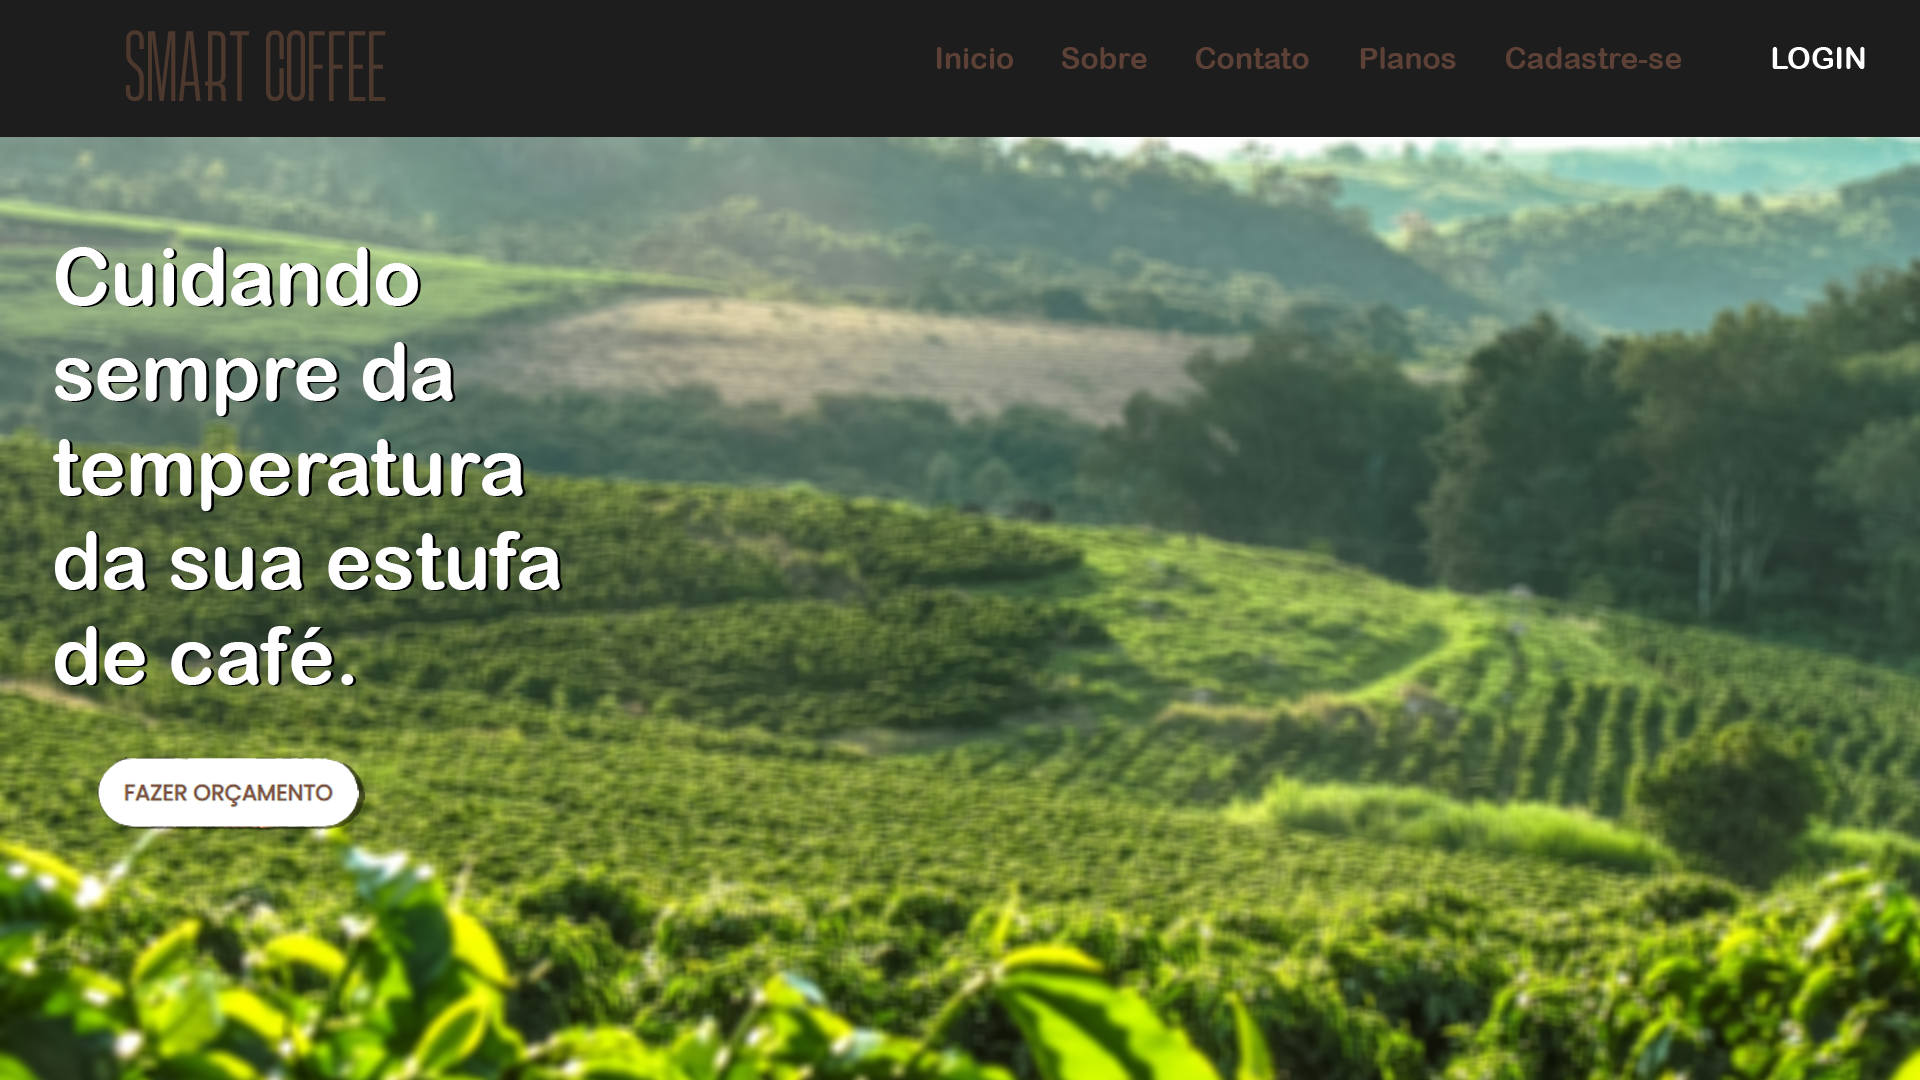 SMART COFFEE
Inicio Sobre Contato Planos Cadastre-se LOGIN
Cuidando
sempre da
temperatura
da sua estufa
de café.
FAZER ORÇAMENTO